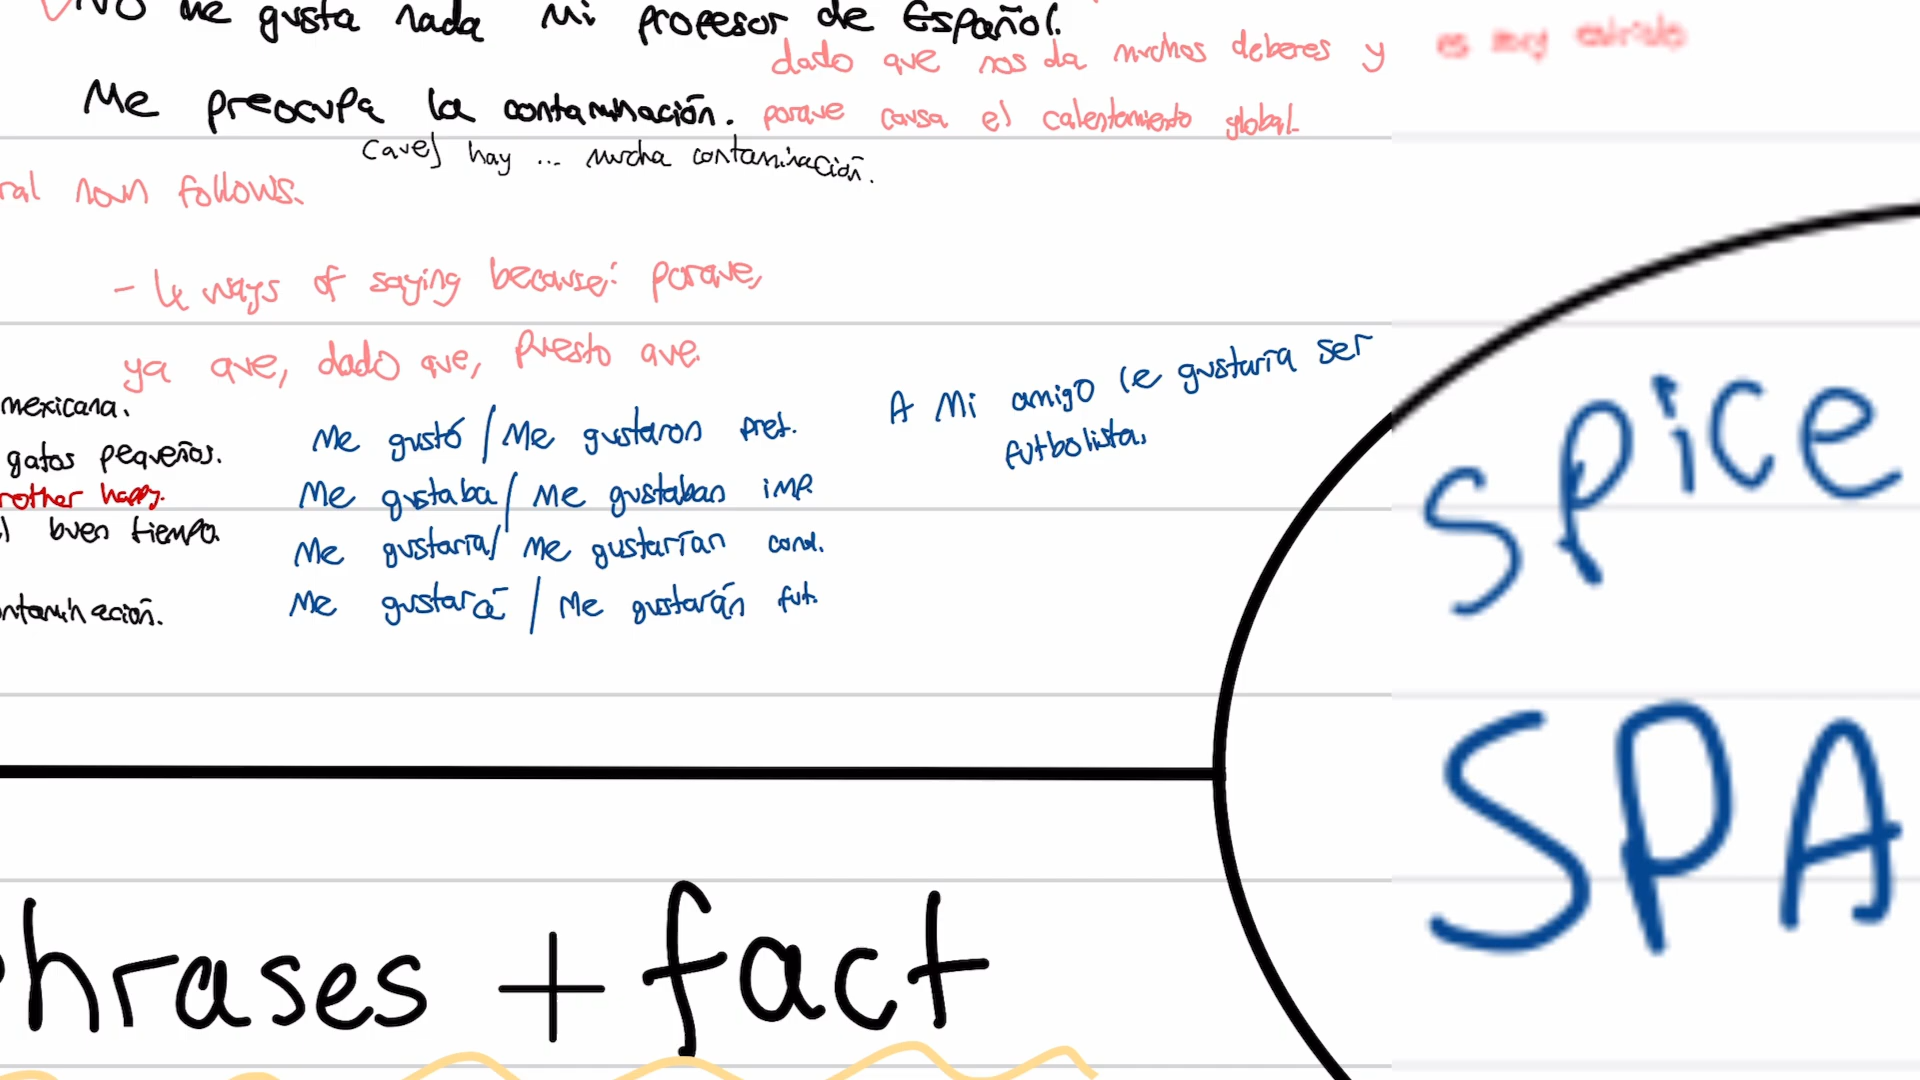 No me gusta nada mi profesor de Español.
dado que nos da muchos deberes y es muy estricto
Me preocupa la contaminación. porque causa el calentamiento global.
(que) hay ... mucha contaminación.
ral noun follows.
- 4 ways of saying because: porque,
ya que, dado que, puesto que.
mexicana.
gatos pequeños.
rother happy.
l buen tiempo.
ntaminación.
Me gustó / Me gustaron pret.
Me gustaba / Me gustaban imp.
Me gustaría / Me gustarían cond.
Me gustará / Me gustarán fut.
A mi amigo le gustaría ser
futbolista.
Spice
SPA
hrases + fact